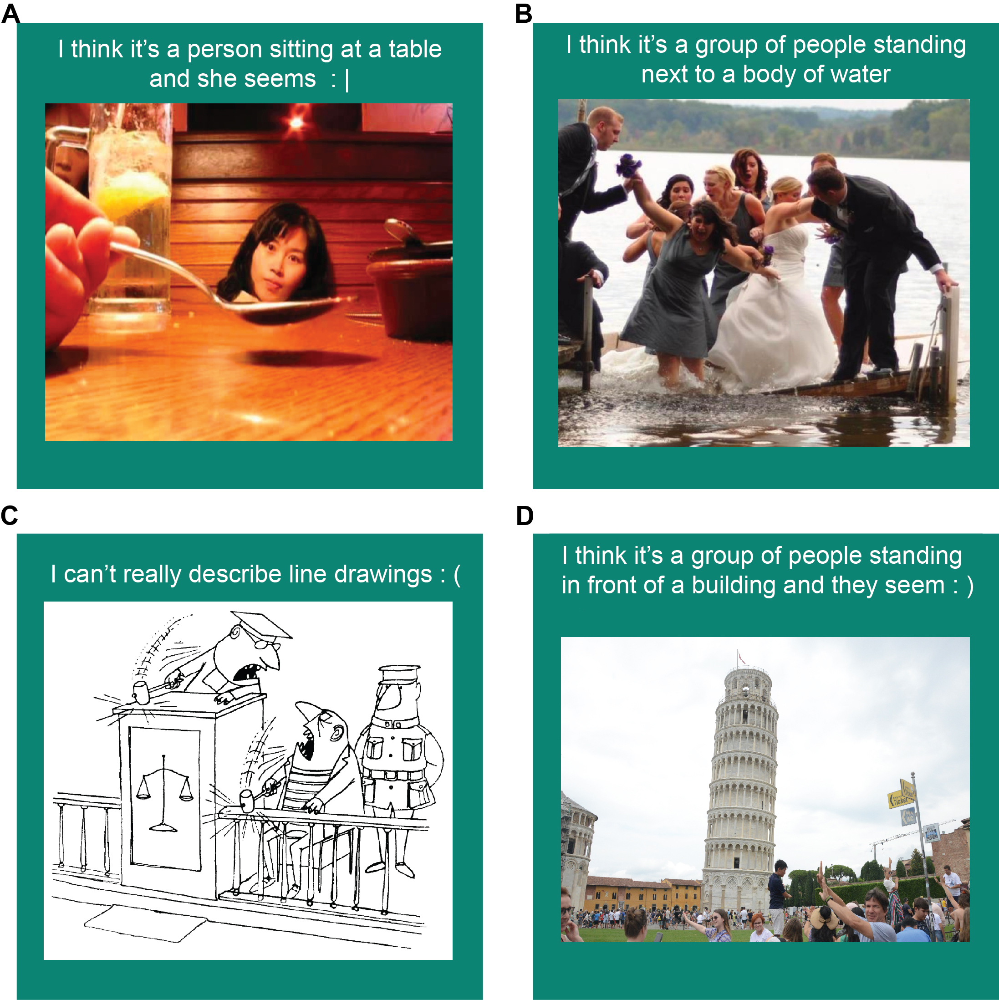 A
I think it’s a person sitting at a table
and she seems  : |
B
I think it’s a group of people standing
next to a body of water
C
I can’t really describe line drawings : (
D
I think it’s a group of people standing
in front of a building and they seem : )
Ticket